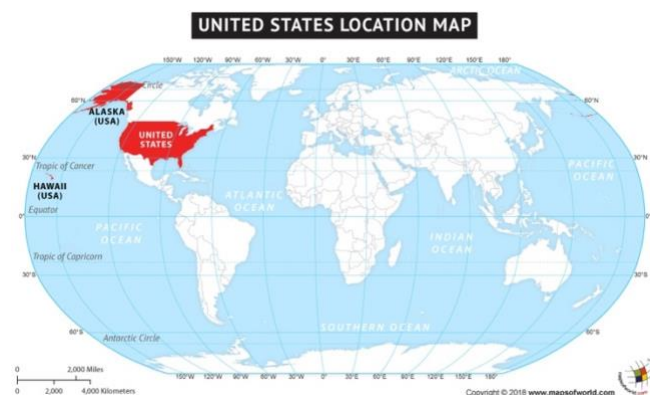 UNITED STATES LOCATION MAP
150°W 120°W 90°W 60°W 30°W 0° 30°E 60°E 90°E 120°E 150°E 180°
ARCTIC OCEAN
Circle
60°N
60°N
ALASKA
(USA)
UNITED
STATES
30°N
30°N
Tropic of Cancer
PACIFIC
OCEAN
HAWAII
(USA)
ATLANTIC
OCEAN
Equator
0°
0°
PACIFIC
OCEAN
INDIAN
OCEAN
Tropic of Capricorn
30°S
30°S
SOUTHERN OCEAN
60°S
60°S
Antarctic Circle
0 2,000 Miles
0 2,000 4,000 Kilometers
150°W 120°W 90°W 60°W 30°W 0° 30°E 60°E 90°E 120°E 150°E 180°
Copyright © 2018 www.mapsofworld.com